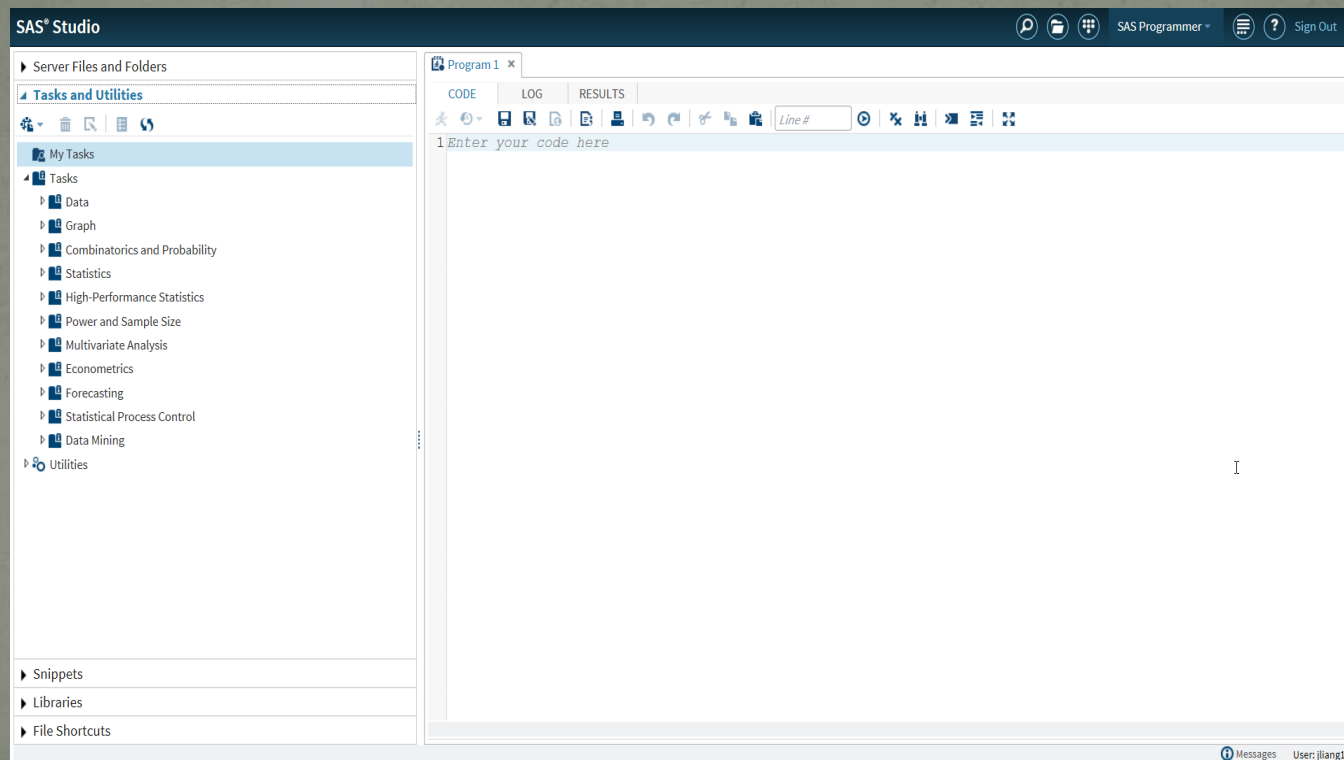 SAS® Studio
SAS Programmer
? Sign Out
Server Files and Folders
Tasks and Utilities
My Tasks
Tasks
Data
Graph
Combinatorics and Probability
Statistics
High-Performance Statistics
Power and Sample Size
Multivariate Analysis
Econometrics
Forecasting
Statistical Process Control
Data Mining
Utilities
Snippets
Libraries
File Shortcuts
Program 1 ×
CODE LOG RESULTS
Line #
1 Enter your code here
Messages User: jliang1